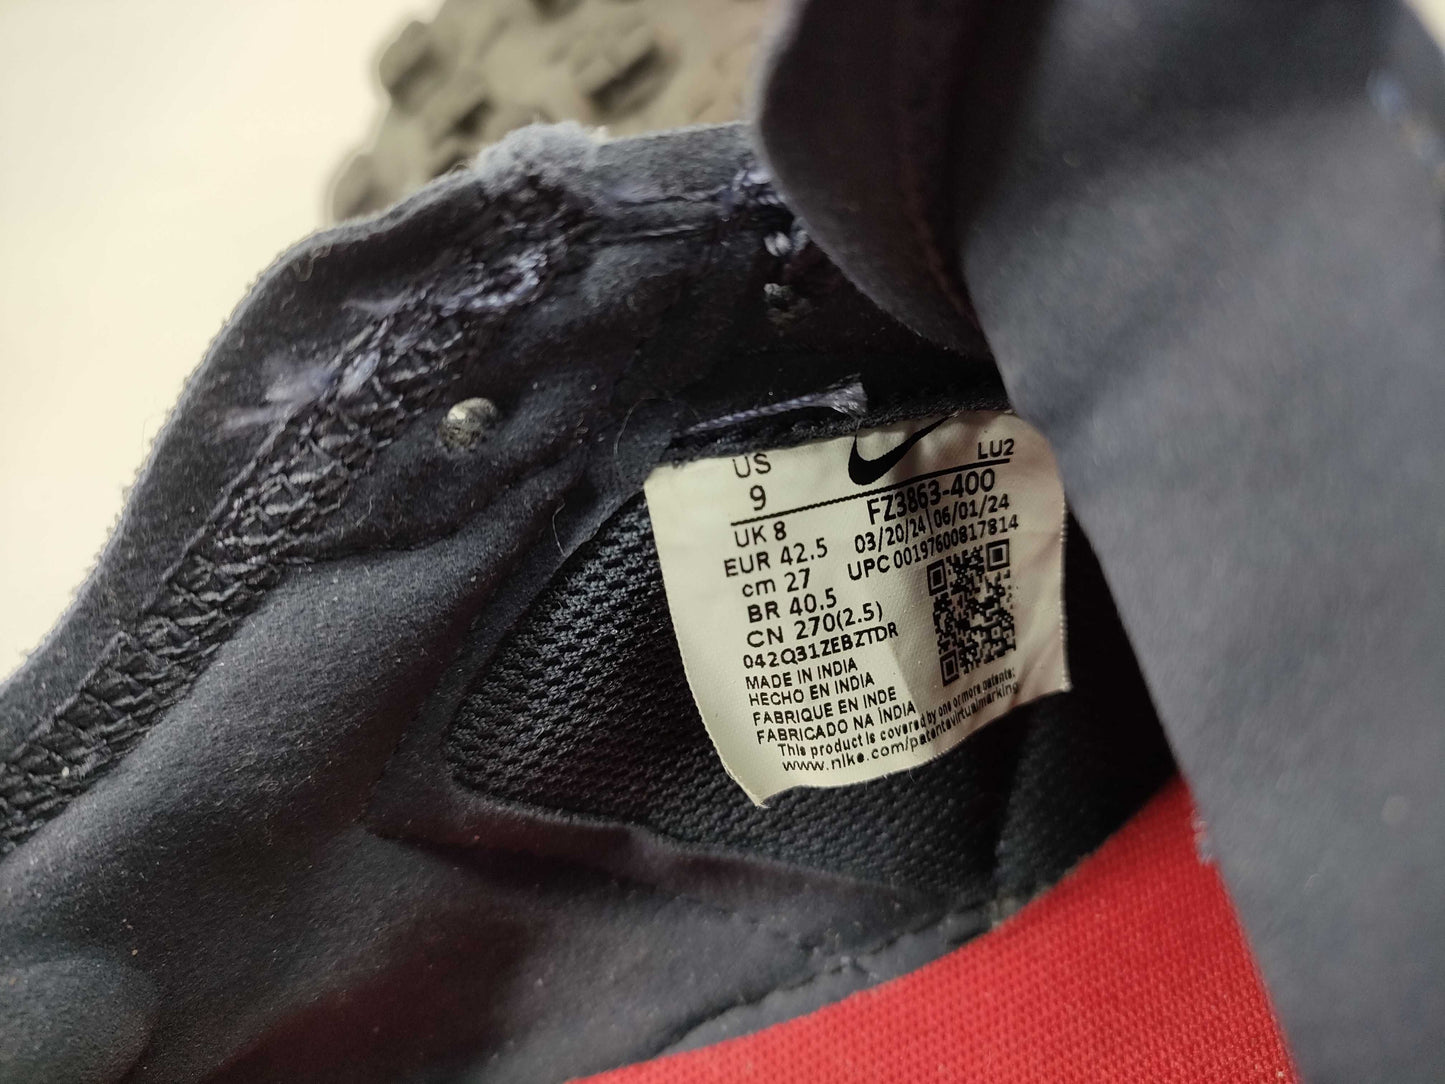 US
9
LU2
FZ3863-400
UK 8
03/20/24 | 06/01/24
EUR 42.5
UPC 00197600817814
cm 27
BR 40.5
CN 270(2.5)
042Q31ZEBZTDR
MADE IN INDIA
HECHO EN INDIA
FABRIQUE EN INDE
FABRICADO NA ÍNDIA
This product is covered by one or more patents:
www.nike.com/patentsvirtualmarking